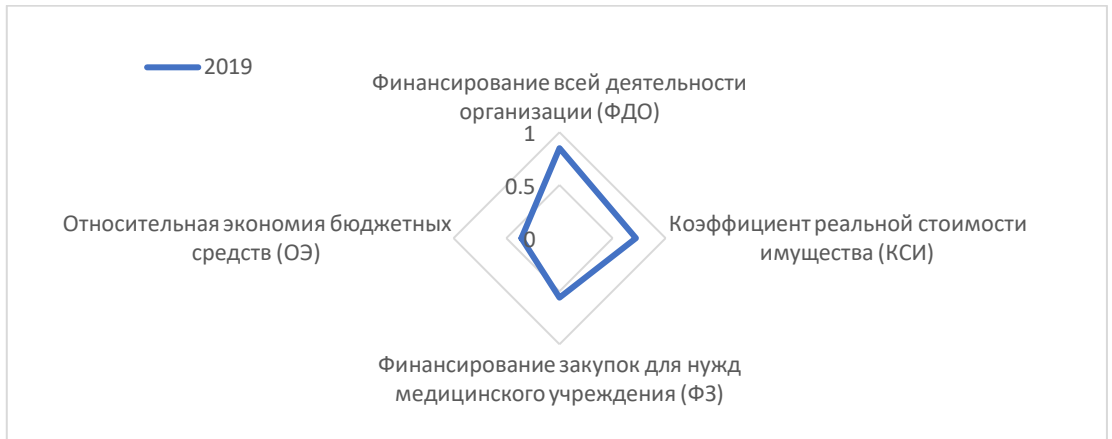 2019
Финансирование всей деятельности
организации (ФДО)
1
0.5
0
Относительная экономия бюджетных
средств (ОЭ)
Коэффициент реальной стоимости
имущества (КСИ)
Финансирование закупок для нужд
медицинского учреждения (ФЗ)